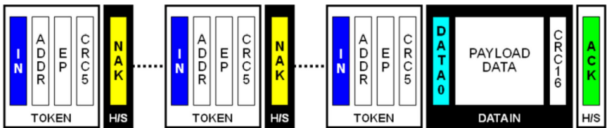 IN ADDR EP CRC5 NAK
TOKEN H/S
IN ADDR EP CRC5 NAK
TOKEN H/S
IN ADDR EP CRC5 DATA0 PAYLOAD DATA CRC16 ACK
TOKEN DATAIN H/S